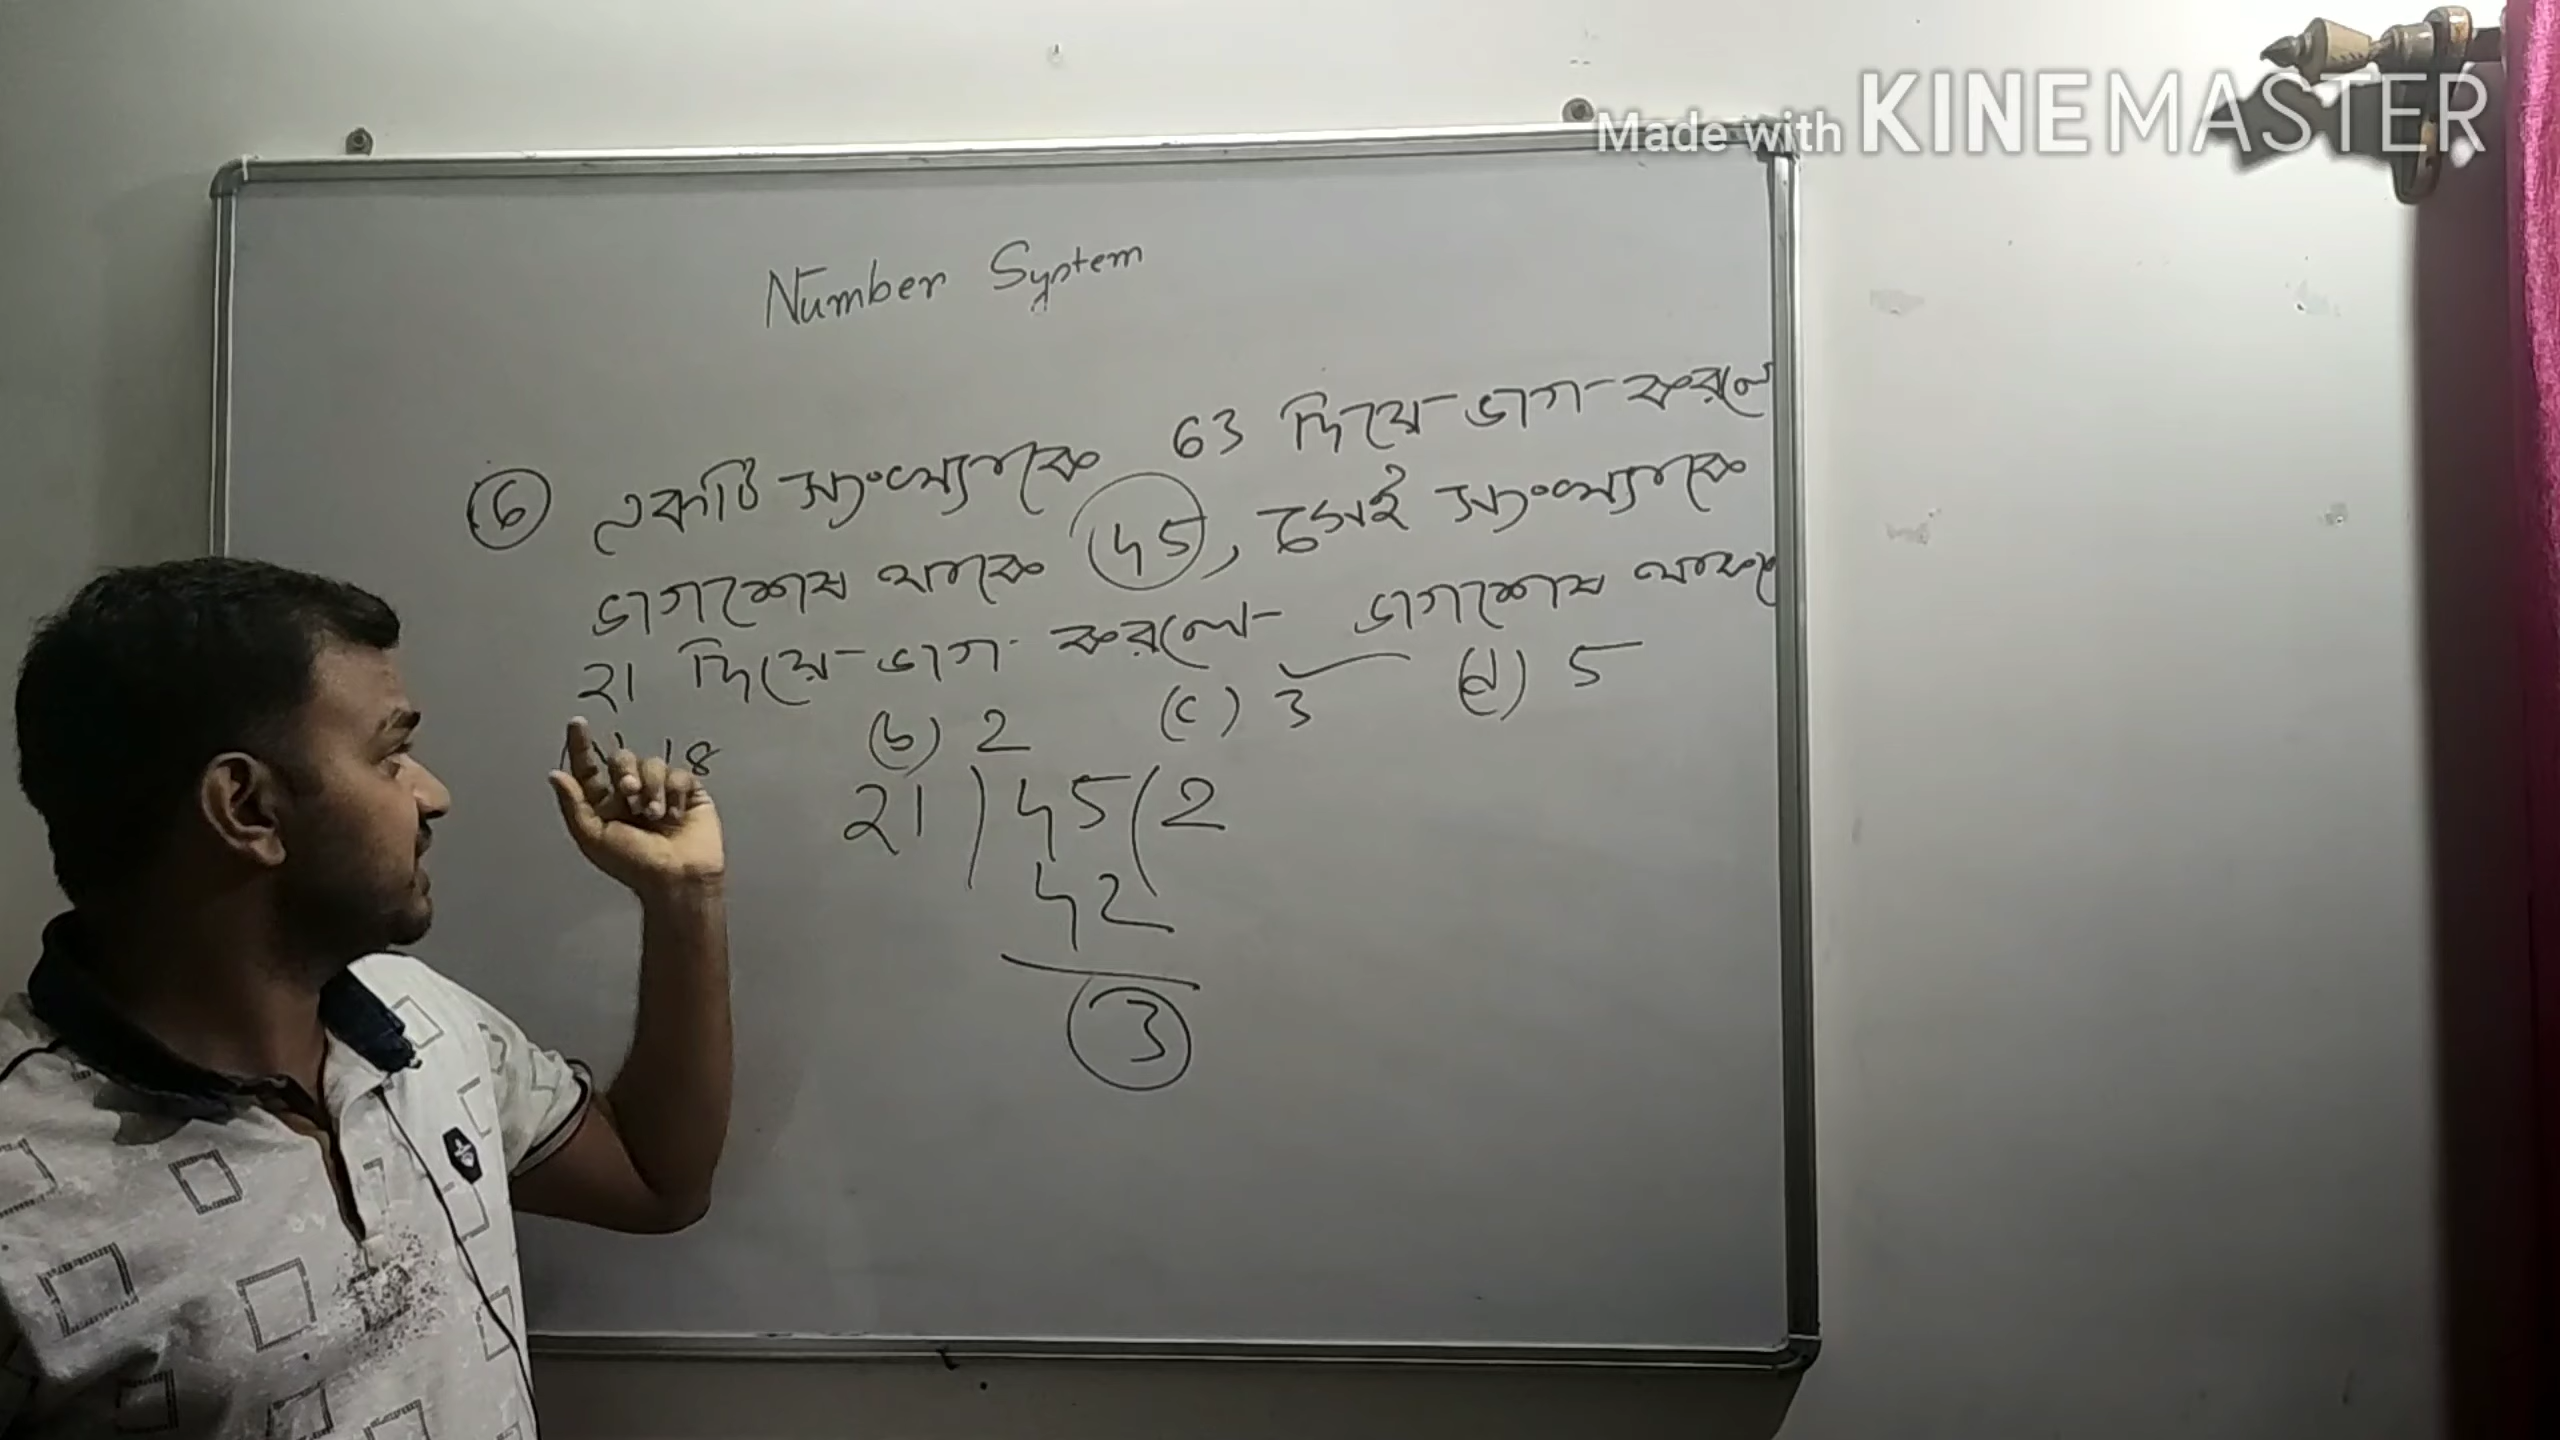 Made with KINEMASTER
Number System
6 একটি সংখ্যাকে 63 দিয়ে ভাগ করলে
ভাগশেষ থাকে 45, সেই সংখ্যাকে
21 দিয়ে ভাগ করলে ভাগশেষ থাকবে
18 (b) 2 (c) 3 (d) 5
21 ) 45 ( 2
42
3